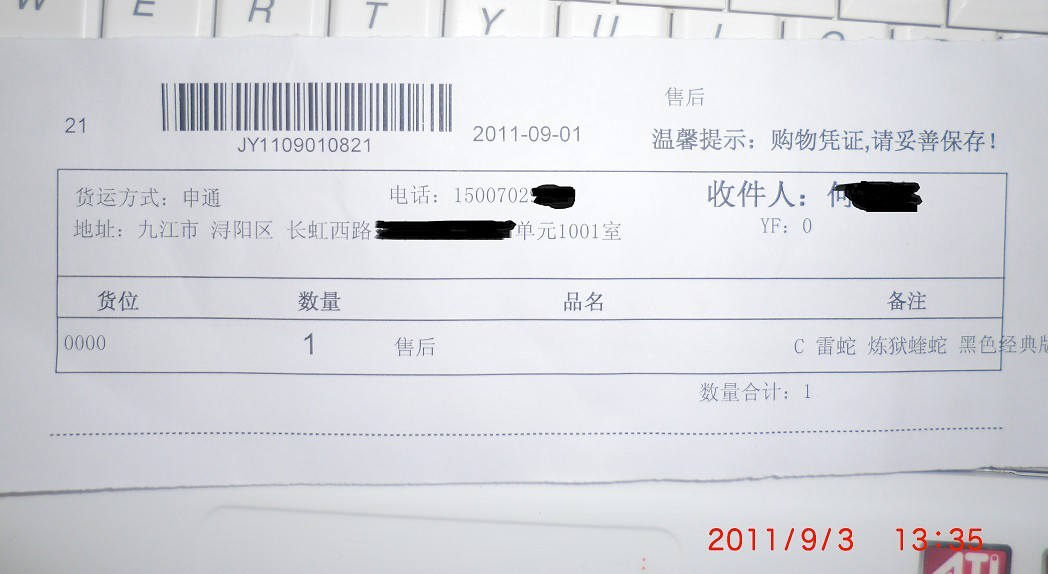 W E R T Y U I O
售后
21
JY1109010821
2011-09-01
温馨提示：购物凭证,请妥善保存！
货运方式：申通 电话：1500702 收件人：何
地址：九江市 浔阳区 长虹西路 单元1001室 YF：0
货位 数量 品名 备注
0000 1 售后 C 雷蛇 炼狱蝰蛇 黑色经典版
数量合计：1
2011/9/3 13:35
ATI